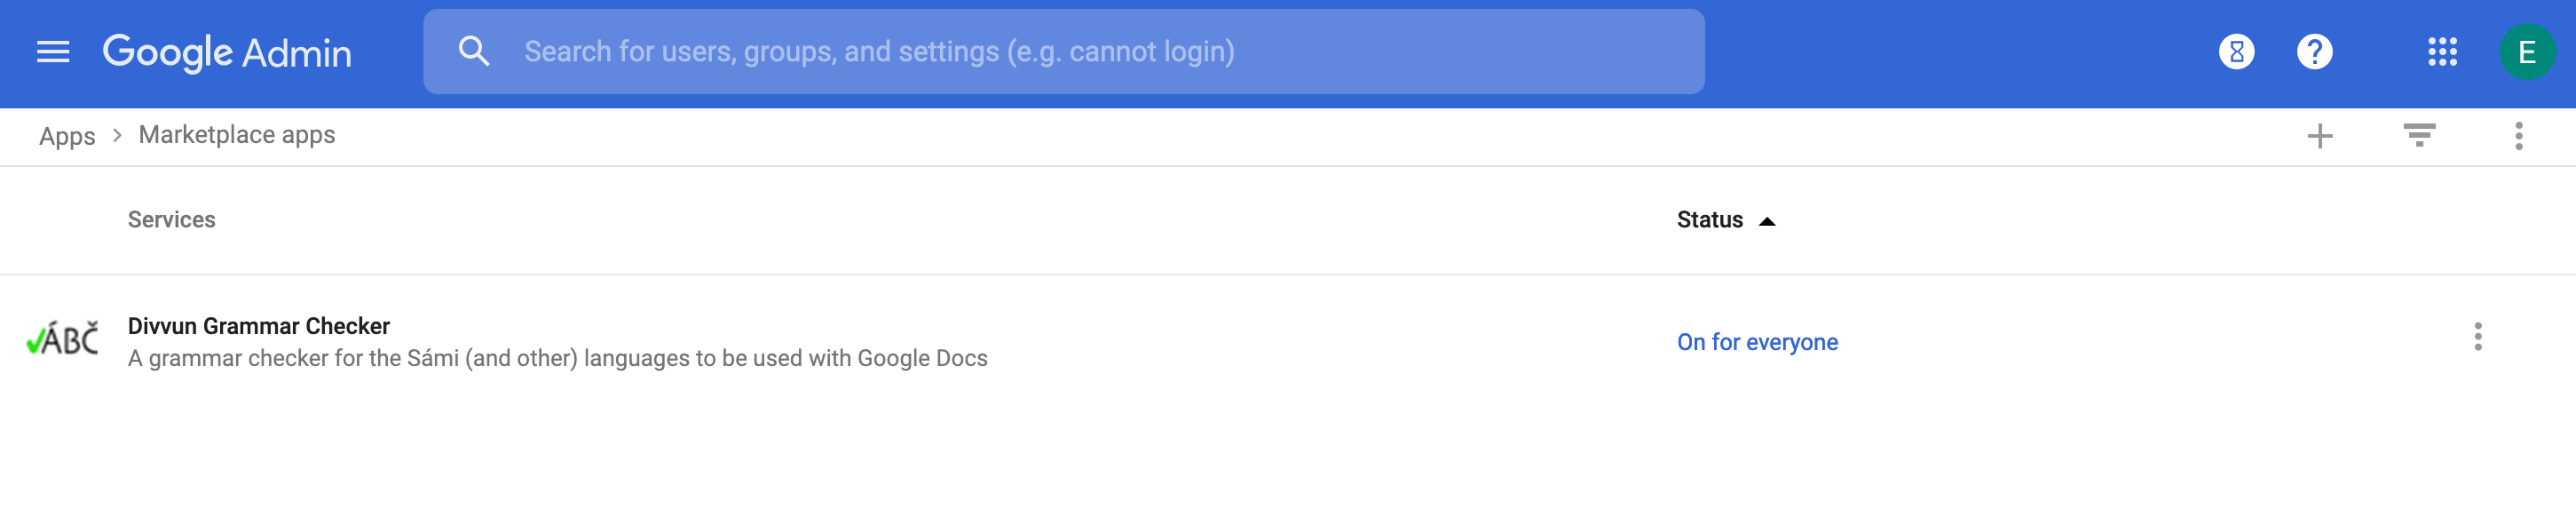 Google Admin
Search for users, groups, and settings (e.g. cannot login)
E
Apps > Marketplace apps
Services
Status
ÁBČ
Divvun Grammar Checker
A grammar checker for the Sámi (and other) languages to be used with Google Docs
On for everyone